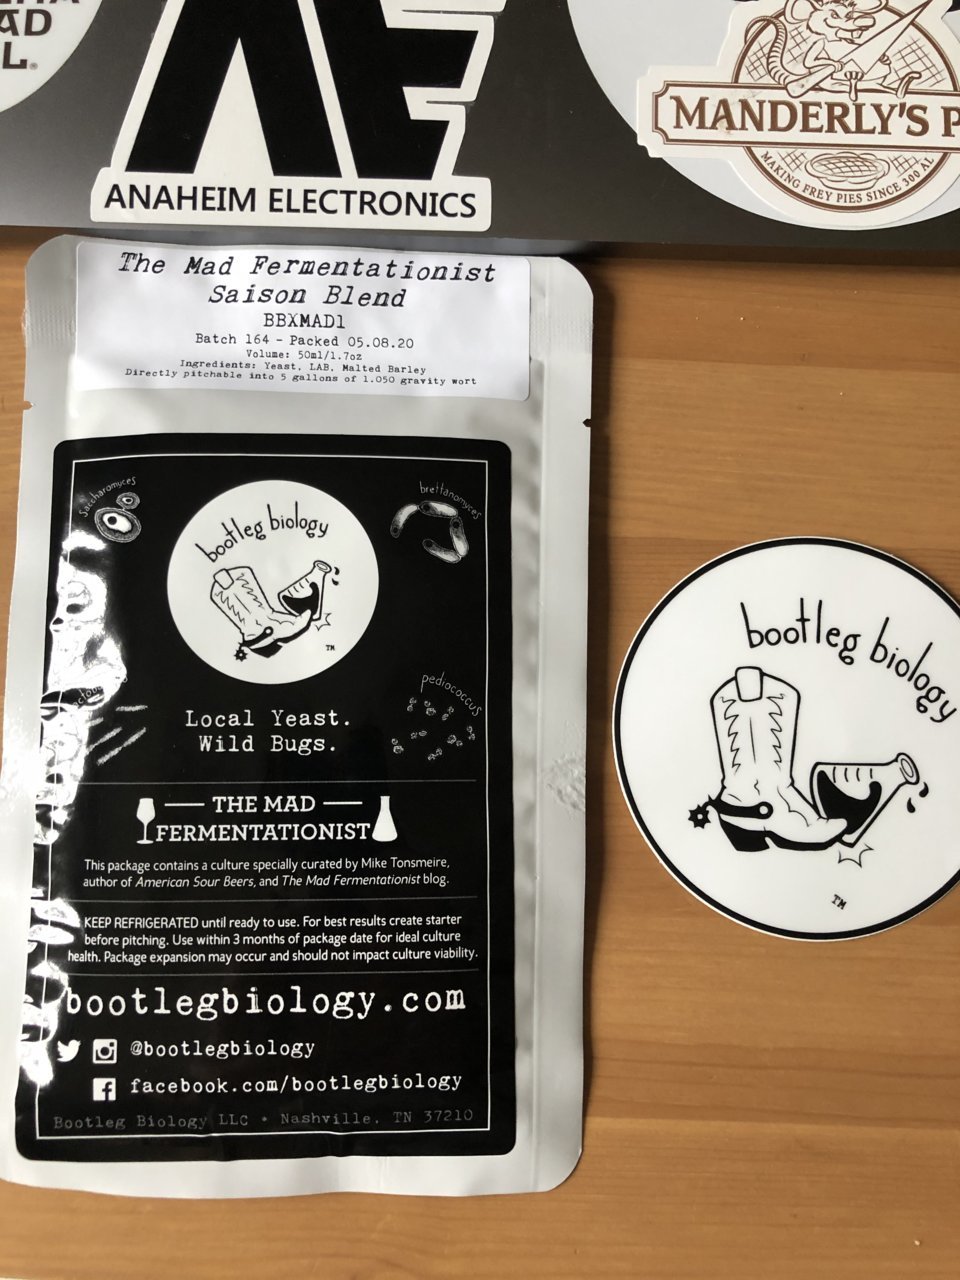 AD
L.
ANAHEIM ELECTRONICS
MANDERLY'S P
MAKING FREY PIES SINCE 300 AL
The Mad Fermentationist
Saison Blend
BBXMAD1
Batch 164 - Packed 05.08.20
Volume: 50ml/1.7oz
Ingredients: Yeast, LAB, Malted Barley
Directly pitchable into 5 gallons of 1.050 gravity wort
Saccharomyces
brettanomyces
bootleg biology
TM
pediococcus
Local Yeast.
Wild Bugs.
THE MAD
FERMENTATIONIST
This package contains a culture specially curated by Mike Tonsmeire,
author of American Sour Beers, and The Mad Fermentationist blog.
KEEP REFRIGERATED until ready to use. For best results create starter
before pitching. Use within 3 months of package date for ideal culture
health. Package expansion may occur and should not impact culture viability.
bootlegbiology.com
@bootlegbiology
facebook.com/bootlegbiology
Bootleg Biology LLC • Nashville, TN 37210
bootleg biology
TM